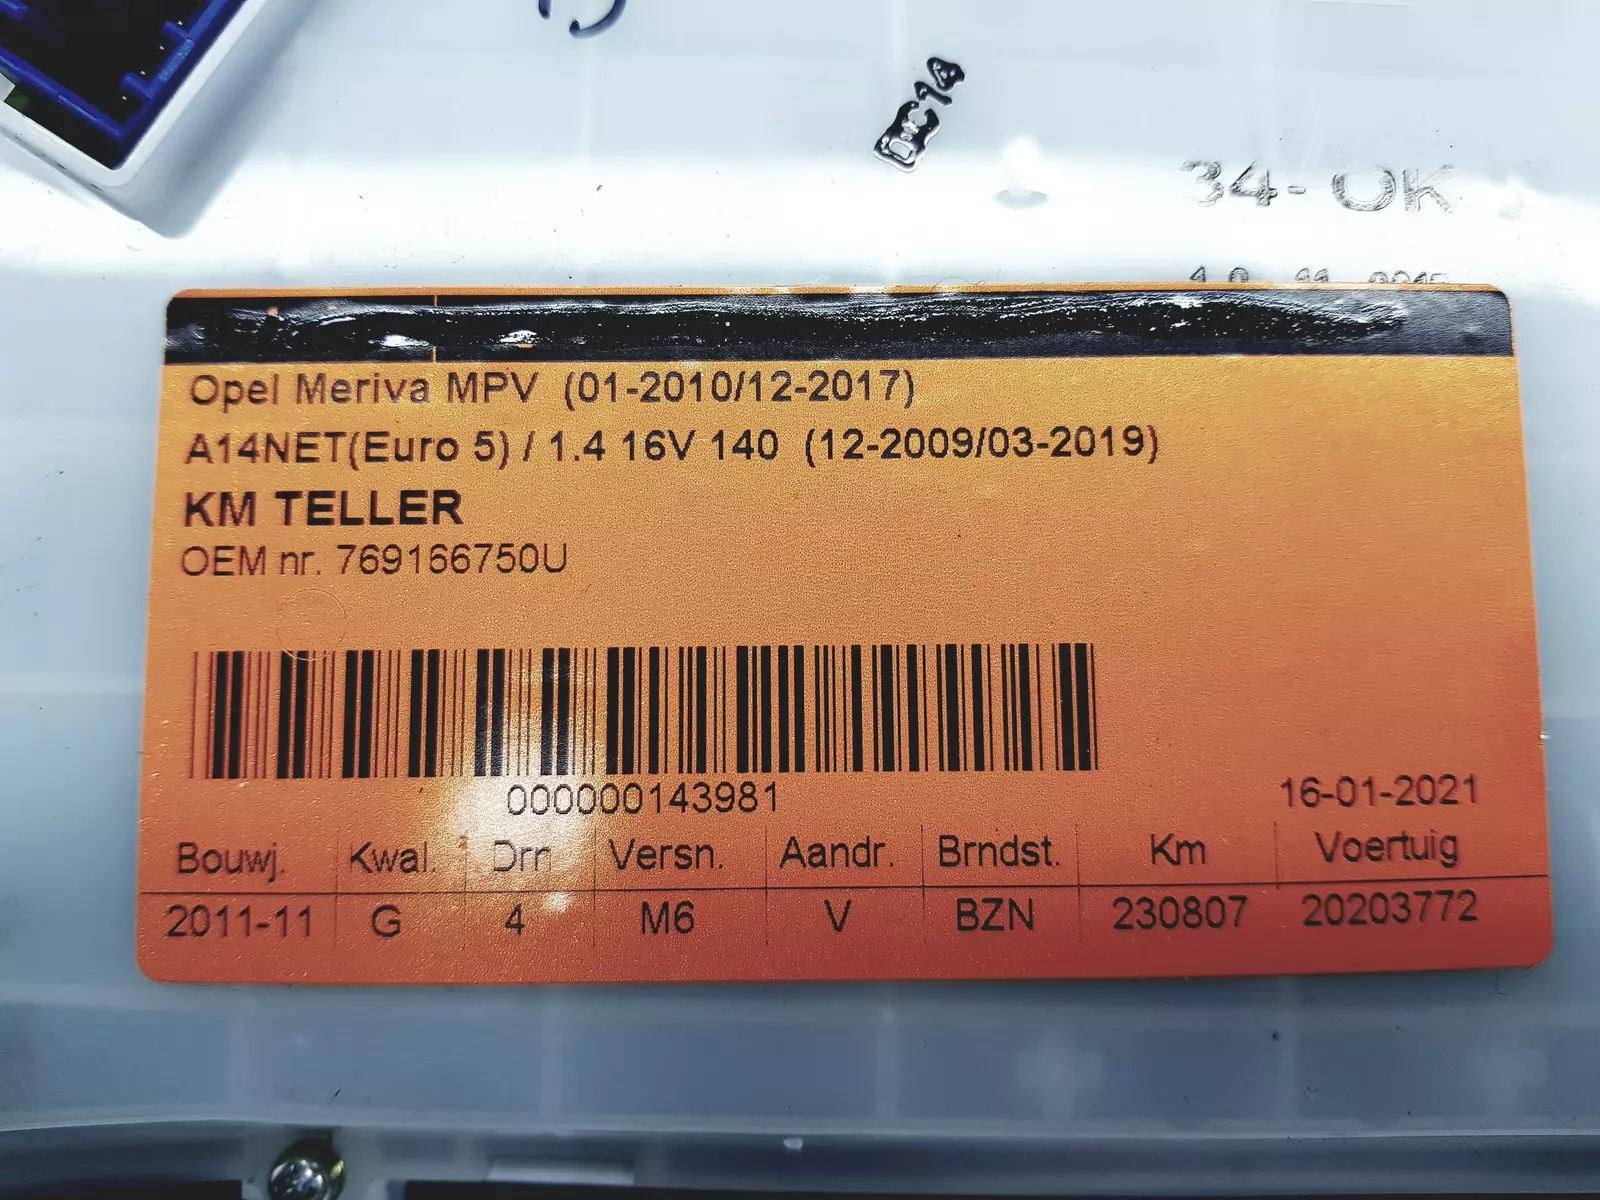 DC14
34-OK
Opel Meriva MPV (01-2010/12-2017)
A14NET(Euro 5) / 1.4 16V 140 (12-2009/03-2019)
KM TELLER
OEM nr. 769166750U
000000143981
16-01-2021
Bouwj. Kwal. Drn Versn. Aandr. Brndst. Km Voertuig
2011-11 G 4 M6 V BZN 230807 20203772